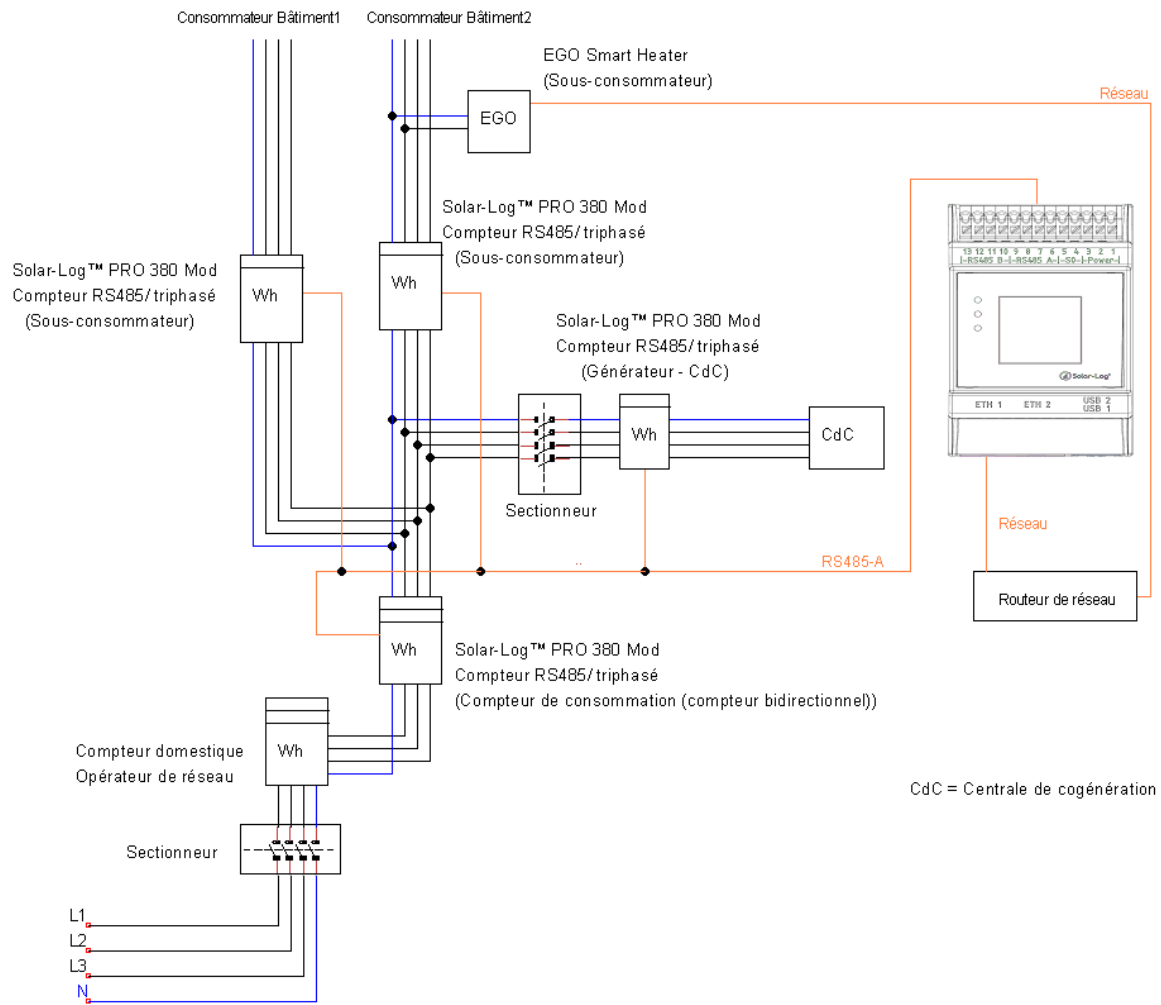 Consommateur Bâtiment1
Consommateur Bâtiment2
EGO Smart Heater
(Sous-consommateur)
Réseau
EGO
Solar-Log™ PRO 380 Mod
Compteur RS485/triphasé
(Sous-consommateur)
Solar-Log™ PRO 380 Mod
Compteur RS485/triphasé
(Sous-consommateur)
Wh
Wh
13 12 11 10 9 8 7 6 5 4 3 2 1
|-RS485 B-|-RS485 A-|-S0-|-Power-|
Solar-Log™
ETH 1
ETH 2
USB 2
USB 1
Solar-Log™ PRO 380 Mod
Compteur RS485/triphasé
(Générateur - CdC)
Wh
CdC
Sectionneur
Réseau
RS485-A
..
Routeur de réseau
Wh
Solar-Log™ PRO 380 Mod
Compteur RS485/triphasé
(Compteur de consommation (compteur bidirectionnel))
Compteur domestique
Opérateur de réseau
Wh
CdC = Centrale de cogénération
Sectionneur
L1
L2
L3
N